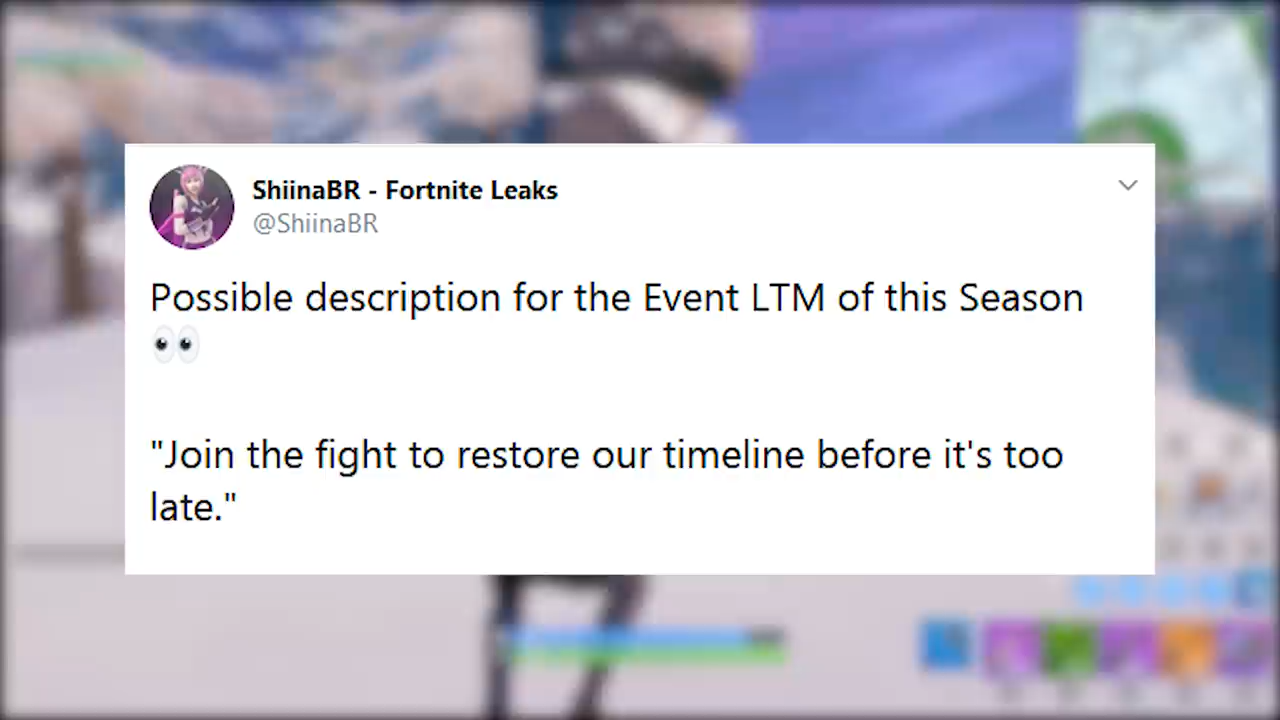 ShiinaBR - Fortnite Leaks
@ShiinaBR
Possible description for the Event LTM of this Season
👀
"Join the fight to restore our timeline before it's too
late."